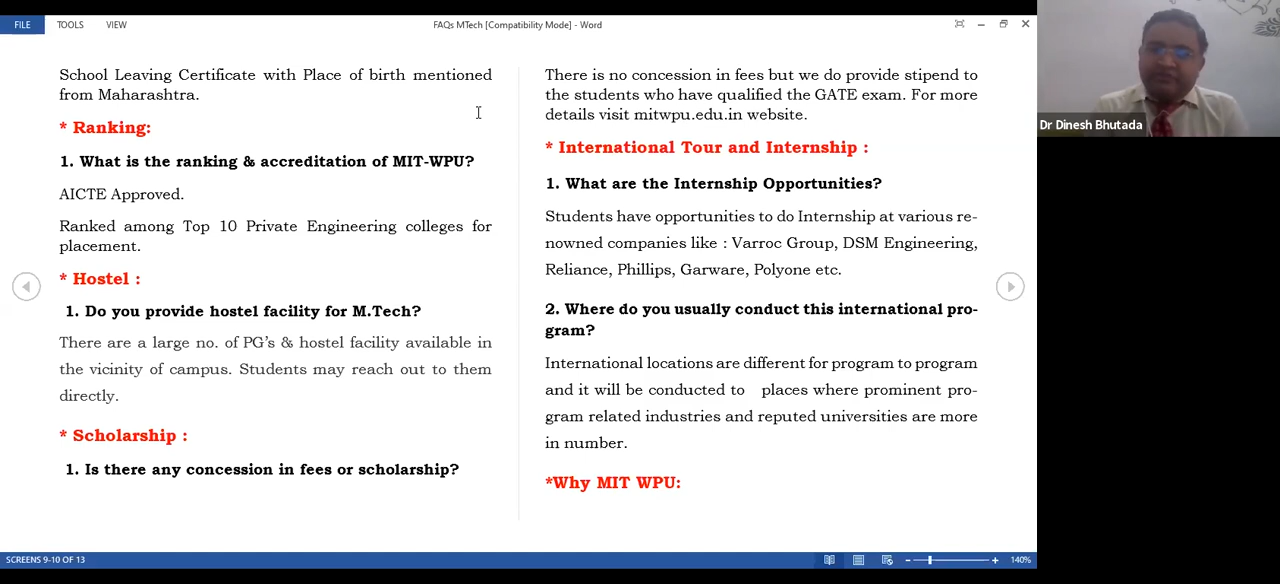 FILE TOOLS VIEW FAQs MTech [Compatibility Mode] - Word
School Leaving Certificate with Place of birth mentioned
from Maharashtra.
* Ranking:
1. What is the ranking & accreditation of MIT-WPU?
AICTE Approved.
Ranked among Top 10 Private Engineering colleges for
placement.
* Hostel :
1. Do you provide hostel facility for M.Tech?
There are a large no. of PG's & hostel facility available in
the vicinity of campus. Students may reach out to them
directly.
* Scholarship :
1. Is there any concession in fees or scholarship?
There is no concession in fees but we do provide stipend to
the students who have qualified the GATE exam. For more
details visit mitwpu.edu.in website.
* International Tour and Internship :
1. What are the Internship Opportunities?
Students have opportunities to do Internship at various re-
nowned companies like : Varroc Group, DSM Engineering,
Reliance, Phillips, Garware, Polyone etc.
2. Where do you usually conduct this international pro-
gram?
International locations are different for program to program
and it will be conducted to places where prominent pro-
gram related industries and reputed universities are more
in number.
*Why MIT WPU:
Dr Dinesh Bhutada
SCREENS 9-10 OF 13 140%